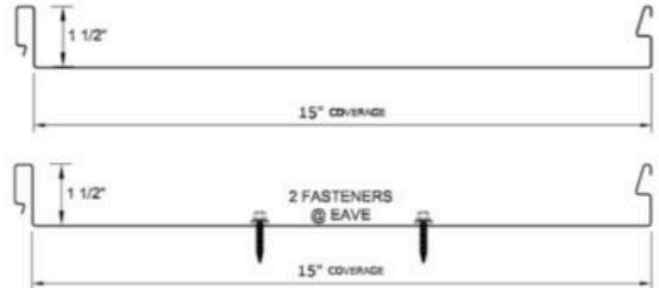 1 1/2"
15" COVERAGE
1 1/2"
2 FASTENERS
@ EAVE
15" COVERAGE